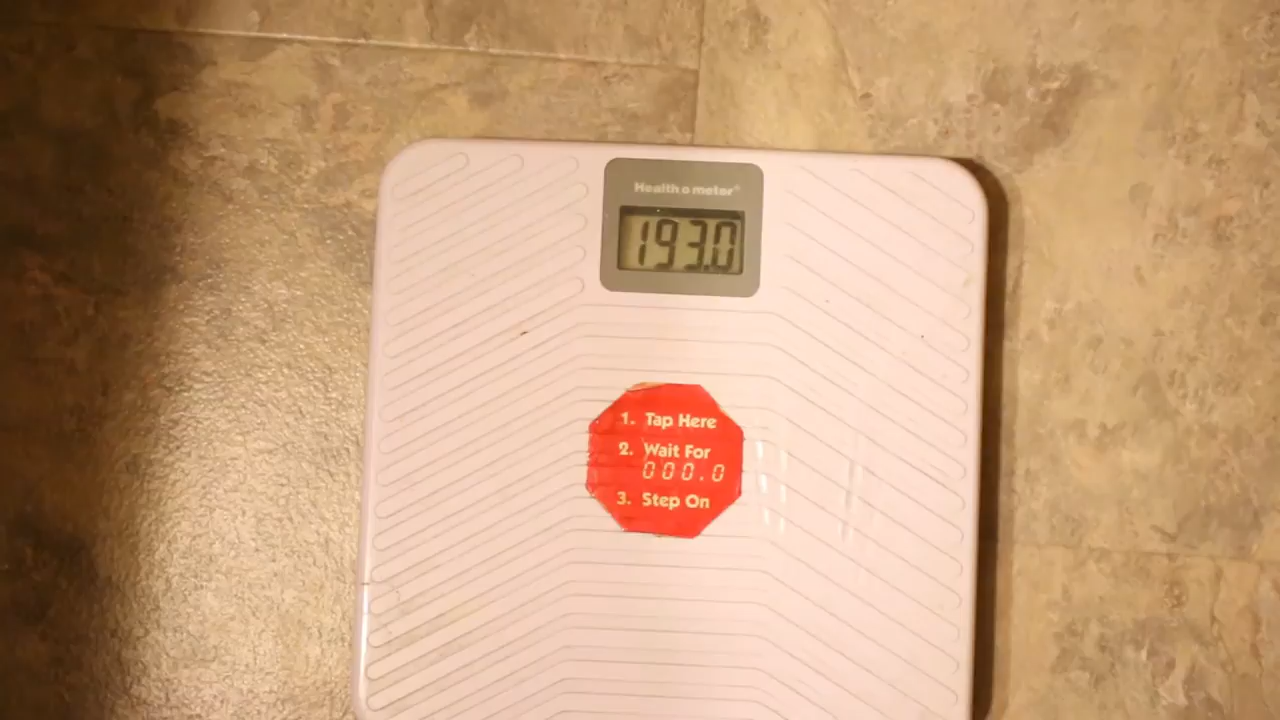 Health o meter®
193.0
1. Tap Here
2. Wait For
000.0
3. Step On